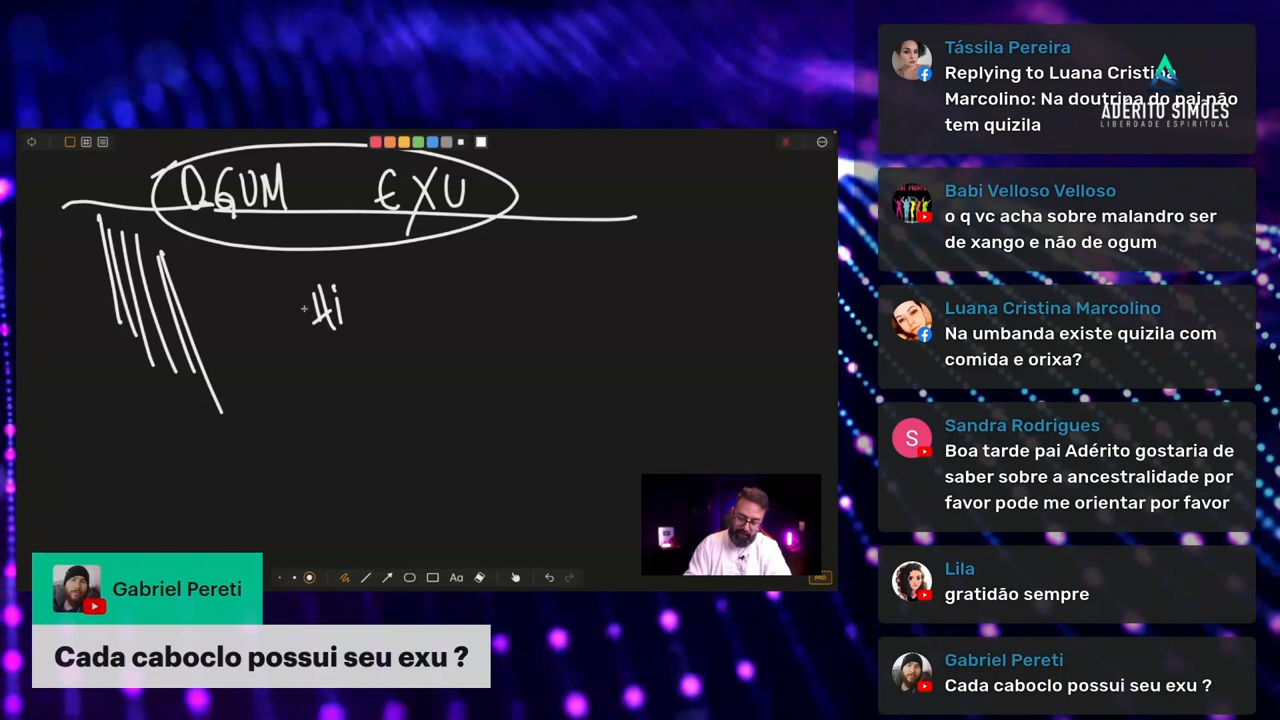 OGUM EXU
Hi
Gabriel Pereti
Cada caboclo possui seu exu ?
Aa
PRO
Tássila Pereira
Replying to Luana Cristina
Marcolino: Na doutrina do pai não
tem quizila
ADÉRITO SIMÕES
LIBERDADE ESPIRITUAL
Babi Velloso Velloso
o q vc acha sobre malandro ser
de xango e não de ogum
Luana Cristina Marcolino
Na umbanda existe quizila com
comida e orixa?
S
Sandra Rodrigues
Boa tarde pai Adérito gostaria de
saber sobre a ancestralidade por
favor pode me orientar por favor
Lila
gratidão sempre
Gabriel Pereti
Cada caboclo possui seu exu ?